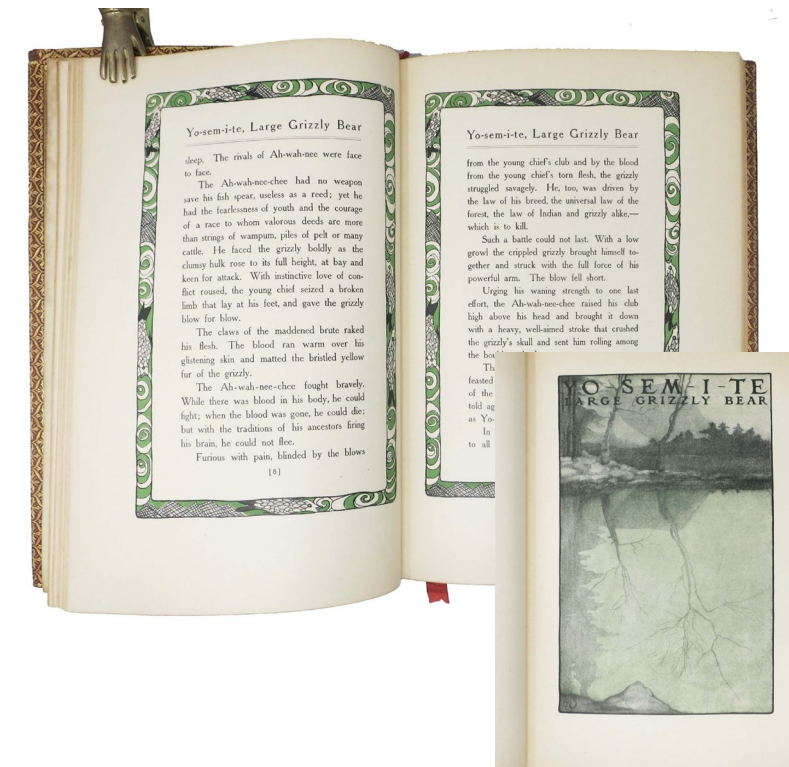 Yo-sem-i-te, Large Grizzly Bear
sleep. The rivals of Ah-wah-nee were face
to face.
The Ah-wah-nee-chee had no weapon
save his fish spear, useless as a reed; yet he
had the fearlessness of youth and the courage
of a race to whom valorous deeds are more
than strings of wampum, piles of pelt or many
cattle. He faced the grizzly boldly as the
clumsy hulk rose to its full height, at bay and
keen for attack. With instinctive love of con-
flict roused, the young chief seized a broken
limb that lay at his feet, and gave the grizzly
blow for blow.
The claws of the maddened brute raked
his flesh. The blood ran warm over his
glistening skin and matted the bristled yellow
fur of the grizzly.
The Ah-wah-nee-chee fought bravely.
While there was blood in his body, he could
fight; when the blood was gone, he could die;
but with the traditions of his ancestors firing
his brain, he could not flee.
Furious with pain, blinded by the blows
[8]
Yo-sem-i-te, Large Grizzly Bear
from the young chief's club and by the blood
from the young chief's torn flesh, the grizzly
struggled savagely. He, too, was driven by
the law of his breed, the universal law of the
forest, the law of Indian and grizzly alike,—
which is to kill.
Such a battle could not last. With a low
growl the crippled grizzly brought himself to-
gether and struck with the full force of his
powerful arm. The blow fell short.
Urging his waning strength to one last
effort, the Ah-wah-nee-chee raised his club
high above his head and brought it down
with a heavy, well-aimed stroke that crushed
the grizzly's skull and sent him rolling among
the
feasted
of the
told
as Yo-
In
to all
YO-SEM-I-TE
LARGE GRIZZLY BEAR